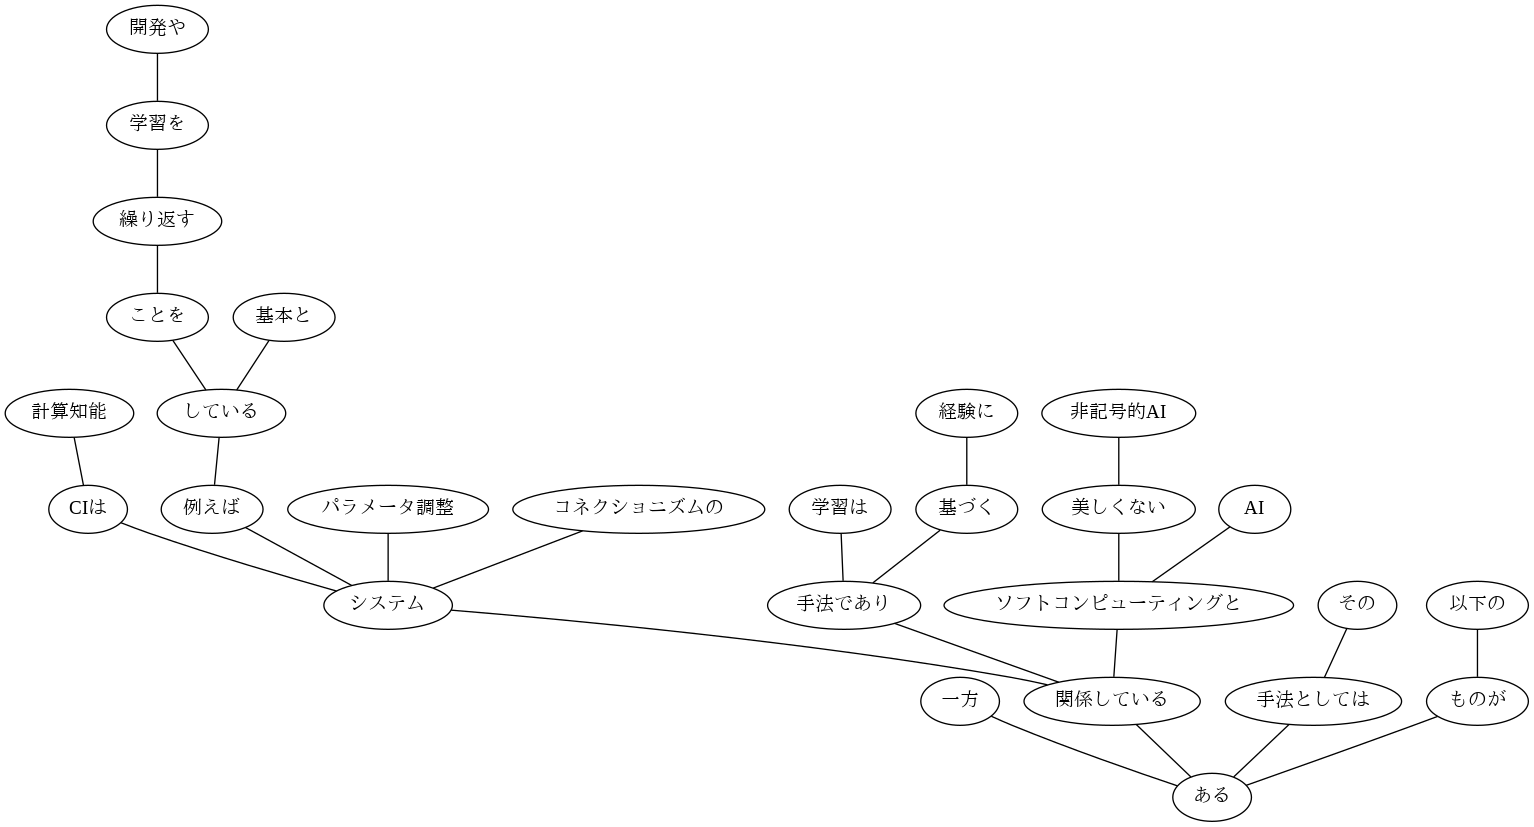 開発や
学習を
繰り返す
ことを
基本と
計算知能
している
経験に
非記号的AI
CIは
例えば
パラメータ調整
コネクショニズムの
学習は
基づく
美しくない
AI
システム
手法であり
ソフトコンピューティングと
その
以下の
一方
関係している
手法としては
ものが
ある